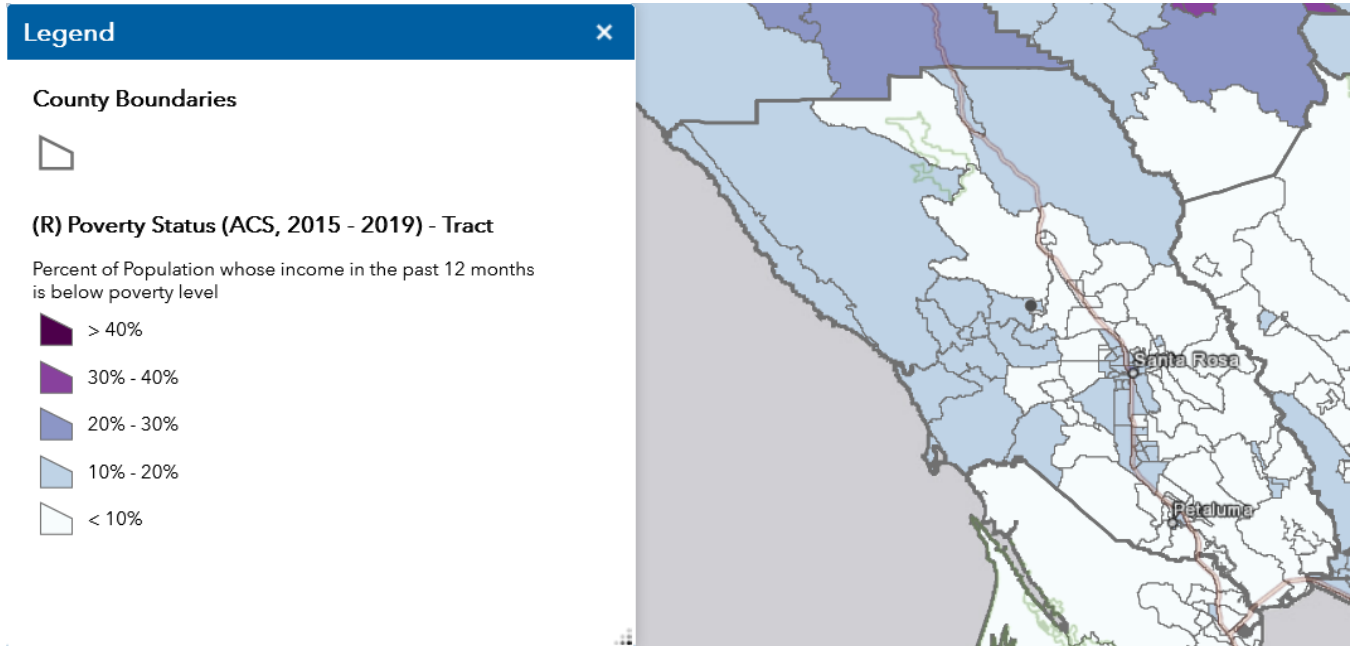 Legend
County Boundaries
(R) Poverty Status (ACS, 2015 - 2019) - Tract
Percent of Population whose income in the past 12 months
is below poverty level
> 40%
30% - 40%
20% - 30%
10% - 20%
< 10%
Santa Rosa
Petaluma